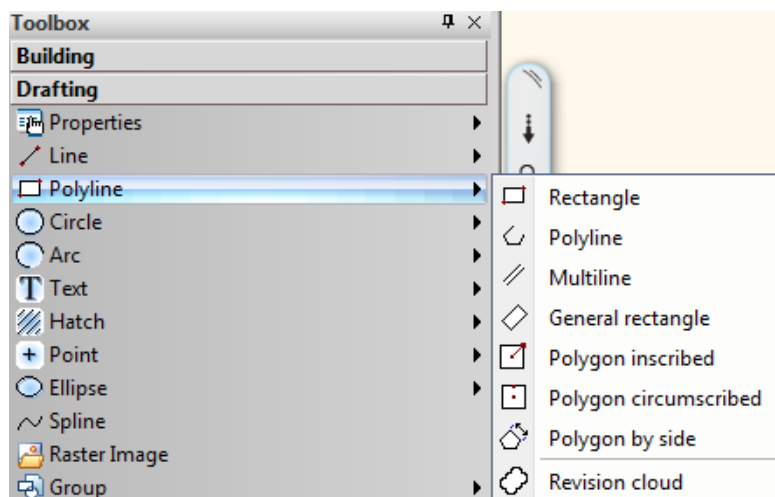 Toolbox
Building
Drafting
Properties
Line
Polyline
Circle
Arc
Text
Hatch
Point
Ellipse
Spline
Raster Image
Group
Rectangle
Polyline
Multiline
General rectangle
Polygon inscribed
Polygon circumscribed
Polygon by side
Revision cloud